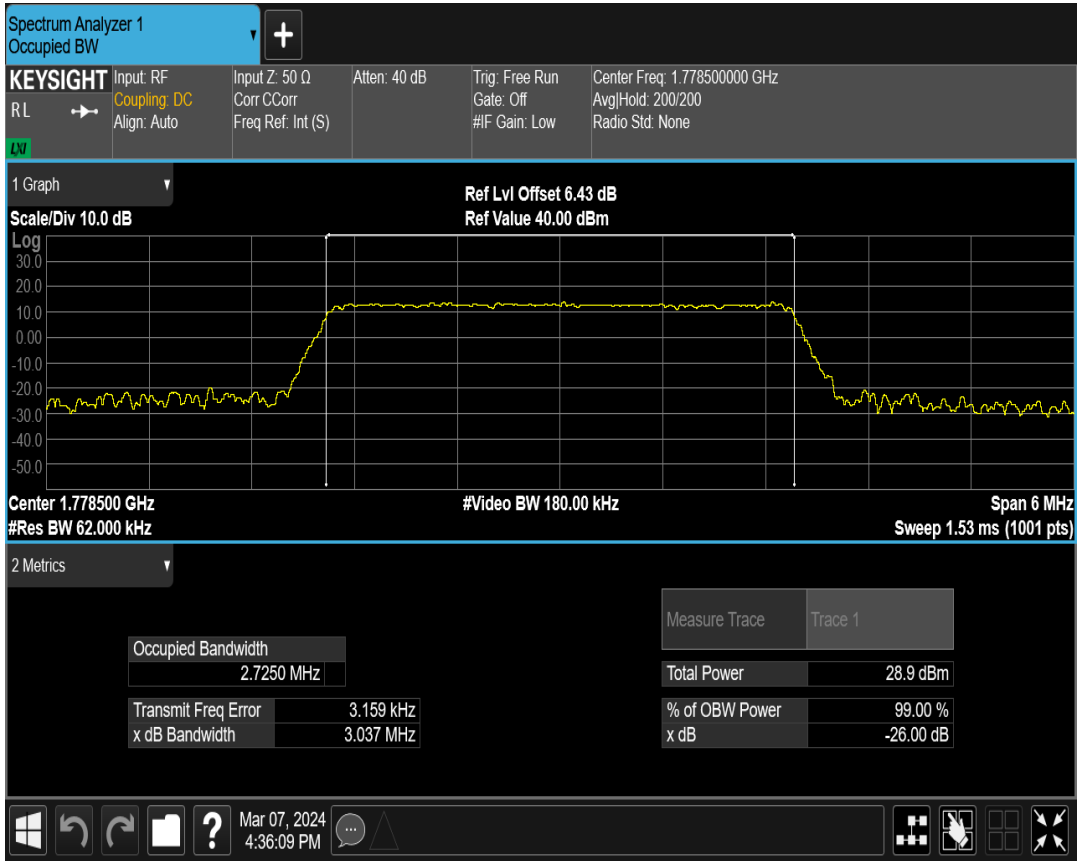 Spectrum Analyzer 1
Occupied BW
KEYSIGHT
RL
LXI
Input: RF
Coupling: DC
Align: Auto
Input Z: 50 Ω
Corr CCorr
Freq Ref: Int (S)
Atten: 40 dB
Trig: Free Run
Gate: Off
#IF Gain: Low
Center Freq: 1.778500000 GHz
Avg|Hold: 200/200
Radio Std: None
1 Graph
Scale/Div 10.0 dB
Ref Lvl Offset 6.43 dB
Ref Value 40.00 dBm
Log
30.0
20.0
10.0
0.00
-10.0
-20.0
-30.0
-40.0
-50.0
Center 1.778500 GHz
#Video BW 180.00 kHz
Span 6 MHz
#Res BW 62.000 kHz
Sweep 1.53 ms (1001 pts)
2 Metrics
Measure Trace Trace 1
Occupied Bandwidth
2.7250 MHz
Total Power 28.9 dBm
Transmit Freq Error 3.159 kHz
% of OBW Power 99.00 %
x dB Bandwidth 3.037 MHz
x dB -26.00 dB
?
Mar 07, 2024
4:36:09 PM